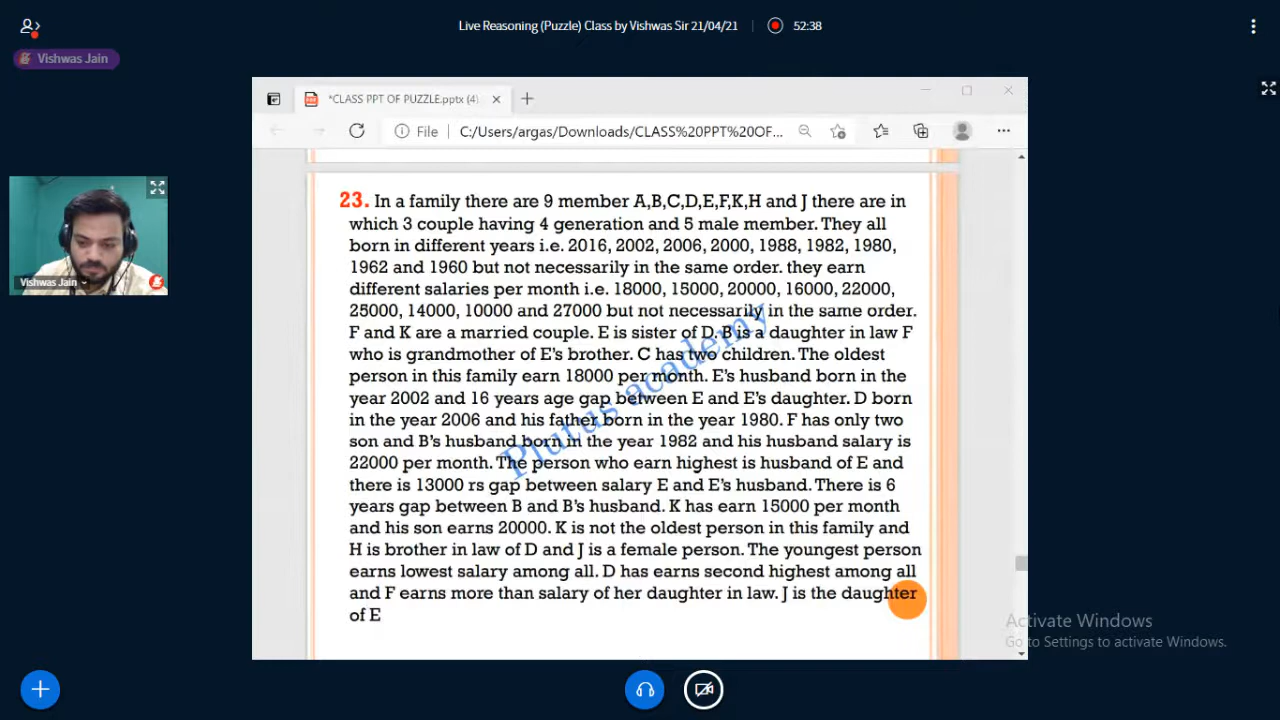 Live Reasoning (Puzzle) Class by Vishwas Sir 21/04/21
52:38
Vishwas Jain
*CLASS PPT OF PUZZLE.pptx (4)
File
C:/Users/argas/Downloads/CLASS%20PPT%20OF...
23. In a family there are 9 member A,B,C,D,E,F,K,H and J there are in
which 3 couple having 4 generation and 5 male member. They all
born in different years i.e. 2016, 2002, 2006, 2000, 1988, 1982, 1980,
1962 and 1960 but not necessarily in the same order. they earn
different salaries per month i.e. 18000, 15000, 20000, 16000, 22000,
25000, 14000, 10000 and 27000 but not necessarily in the same order.
F and K are a married couple. E is sister of D. B is a daughter in law F
who is grandmother of E's brother. C has two children. The oldest
person in this family earn 18000 per month. E's husband born in the
year 2002 and 16 years age gap between E and E's daughter. D born
in the year 2006 and his father born in the year 1980. F has only two
son and B's husband born in the year 1982 and his husband salary is
22000 per month. The person who earn highest is husband of E and
there is 13000 rs gap between salary E and E's husband. There is 6
years gap between B and B's husband. K has earn 15000 per month
and his son earns 20000. K is not the oldest person in this family and
H is brother in law of D and J is a female person. The youngest person
earns lowest salary among all. D has earns second highest among all
and F earns more than salary of her daughter in law. J is the daughter
of E
Plutus academy
Vishwas Jain
Activate Windows
Go to Settings to activate Windows.